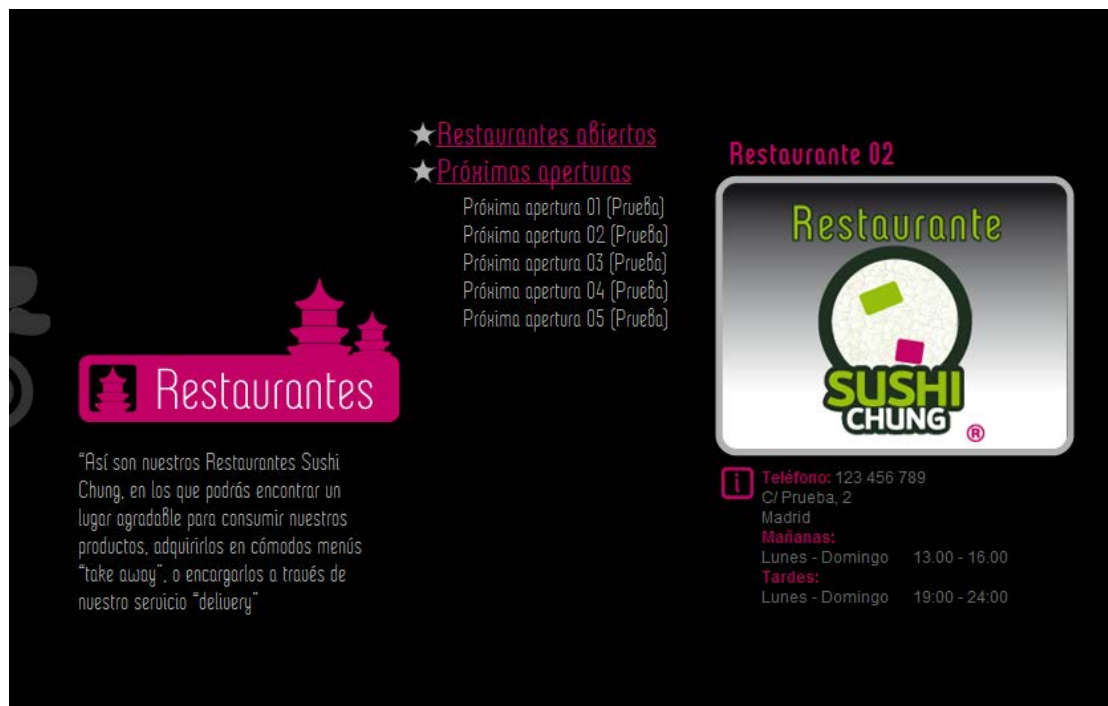 Restaurantes
"Así son nuestros Restaurantes Sushi
Chung, en los que podrás encontrar un
lugar agradable para consumir nuestros
productos, adquirirlos en cómodos menús
"take away", o encargarlos a través de
nuestro servicio "delivery"
Restaurantes abiertos
Próximas aperturas
Próxima apertura 01 (Prueba)
Próxima apertura 02 (Prueba)
Próxima apertura 03 (Prueba)
Próxima apertura 04 (Prueba)
Próxima apertura 05 (Prueba)
Restaurante 02
Restaurante
SUSHI
CHUNG ®
i Teléfono: 123 456 789
C/ Prueba, 2
Madrid
Mañanas:
Lunes - Domingo 13.00 - 16.00
Tardes:
Lunes - Domingo 19:00 - 24:00